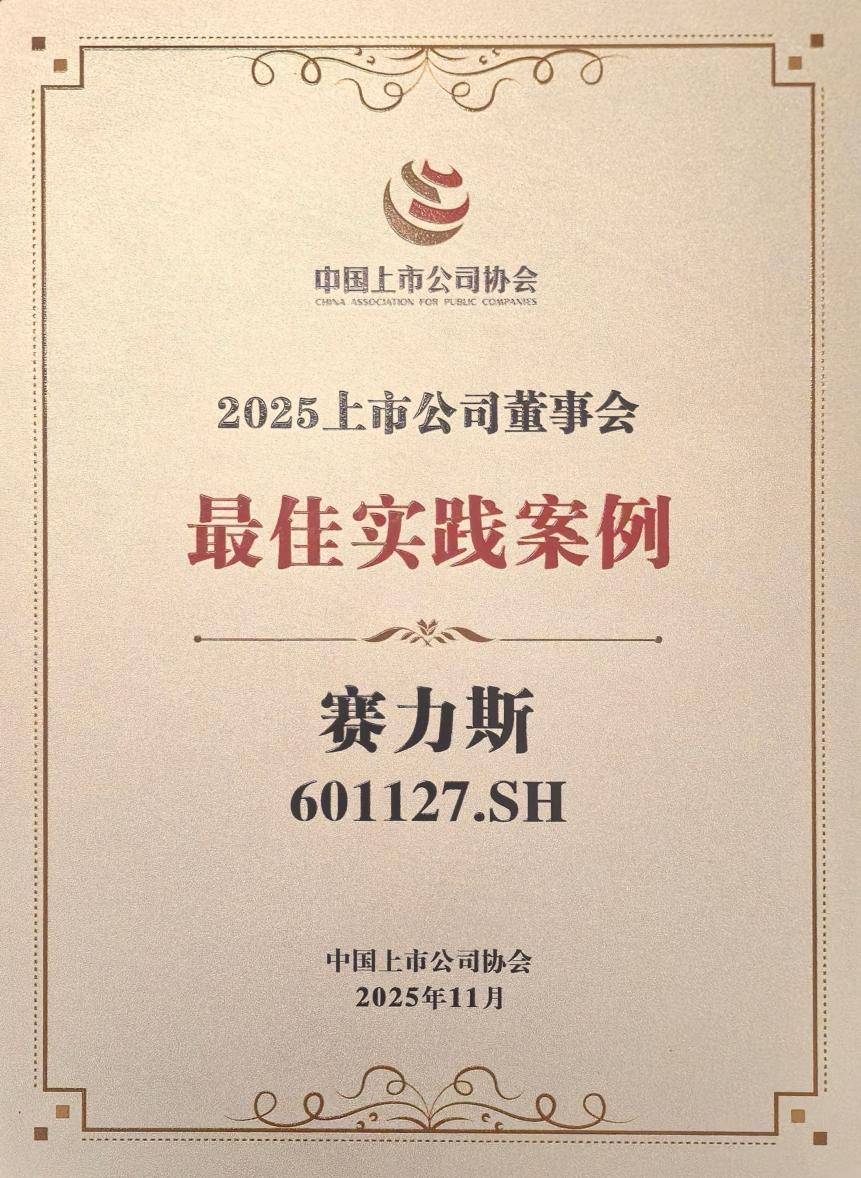 中国上市公司协会
CHINA ASSOCIATION FOR PUBLIC COMPANIES
2025上市公司董事会
最佳实践案例
赛力斯
601127.SH
中国上市公司协会
2025年11月